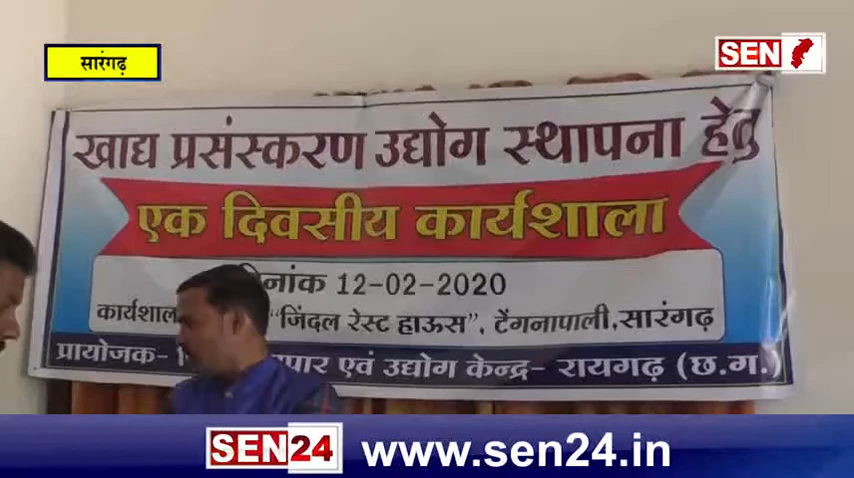 सारंगढ़
SEN
खाद्य प्रसंस्करण उद्योग स्थापना हेतु
एक दिवसीय कार्यशाला
दिनांक 12-02-2020
"जिंदल रेस्ट हाऊस", टेंगनापाली, सारंगढ़
प्रायोजक- एवं उद्योग केन्द्र- रायगढ़ (छ.ग.)
SEN24 www.sen24.in